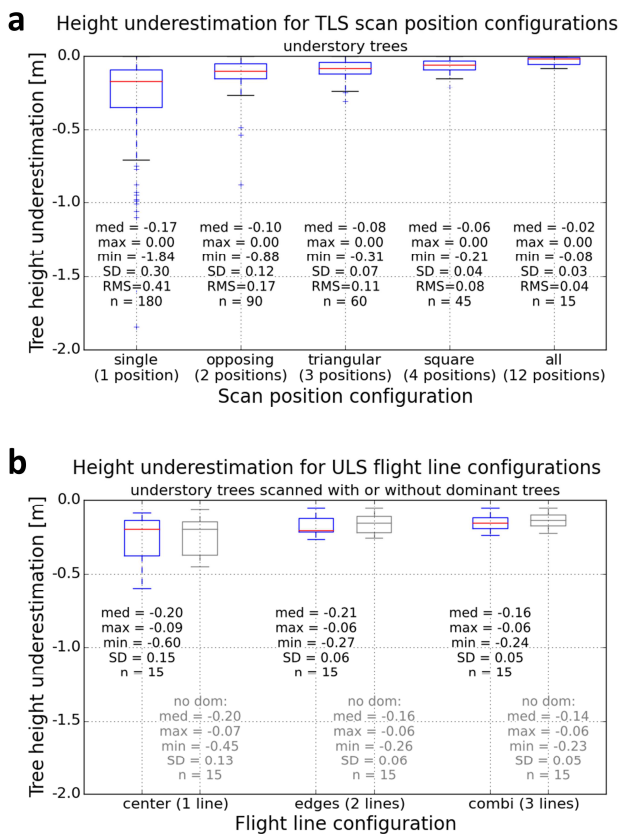 a
Height underestimation for TLS scan position configurations
understory trees
Tree height underestimation [m]
0.0
-0.5
-1.0
-1.5
-2.0
med = -0.17
max = 0.00
min = -1.84
SD = 0.30
RMS=0.41
n = 180
med = -0.10
max = 0.00
min = -0.88
SD = 0.12
RMS=0.17
n = 90
med = -0.08
max = 0.00
min = -0.31
SD = 0.07
RMS=0.11
n = 60
med = -0.06
max = 0.00
min = -0.21
SD = 0.04
RMS=0.08
n = 45
med = -0.02
max = 0.00
min = -0.08
SD = 0.03
RMS=0.04
n = 15
single
(1 position)
opposing
(2 positions)
triangular
(3 positions)
square
(4 positions)
all
(12 positions)
Scan position configuration
b
Height underestimation for ULS flight line configurations
understory trees scanned with or without dominant trees
Tree height underestimation [m]
0.0
-0.5
-1.0
-1.5
-2.0
med = -0.20
max = -0.09
min = -0.60
SD = 0.15
n = 15
med = -0.21
max = -0.06
min = -0.27
SD = 0.06
n = 15
med = -0.16
max = -0.06
min = -0.24
SD = 0.05
n = 15
no dom:
med = -0.20
max = -0.07
min = -0.45
SD = 0.13
n = 15
no dom:
med = -0.16
max = -0.06
min = -0.26
SD = 0.06
n = 15
no dom:
med = -0.14
max = -0.06
min = -0.23
SD = 0.05
n = 15
center (1 line)
edges (2 lines)
combi (3 lines)
Flight line configuration